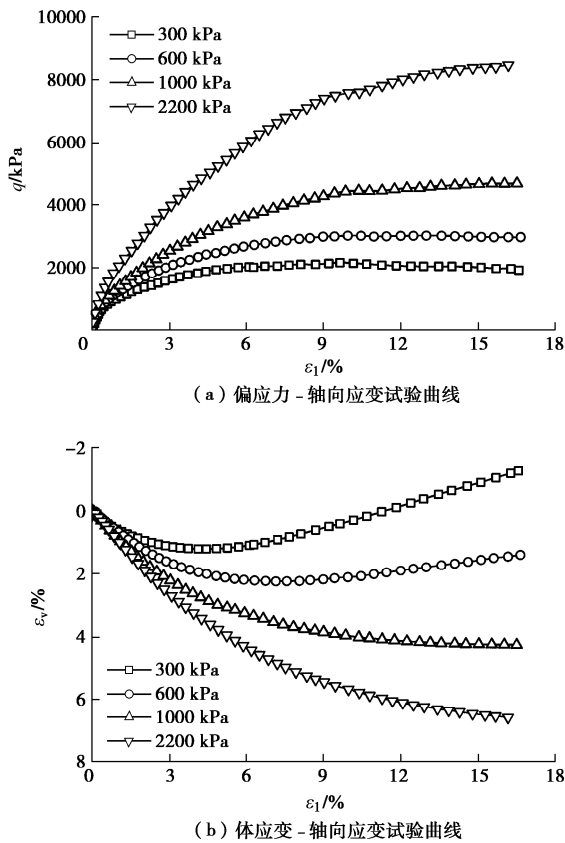 10000
8000
6000
4000
2000
0
q/kPa
300 kPa
600 kPa
1000 kPa
2200 kPa
3 6 9 12 15 18
ε1/%
（a）偏应力-轴向应变试验曲线
-2
0
2
4
6
8
εv/%
300 kPa
600 kPa
1000 kPa
2200 kPa
0 3 6 9 12 15 18
ε1/%
（b）体应变-轴向应变试验曲线